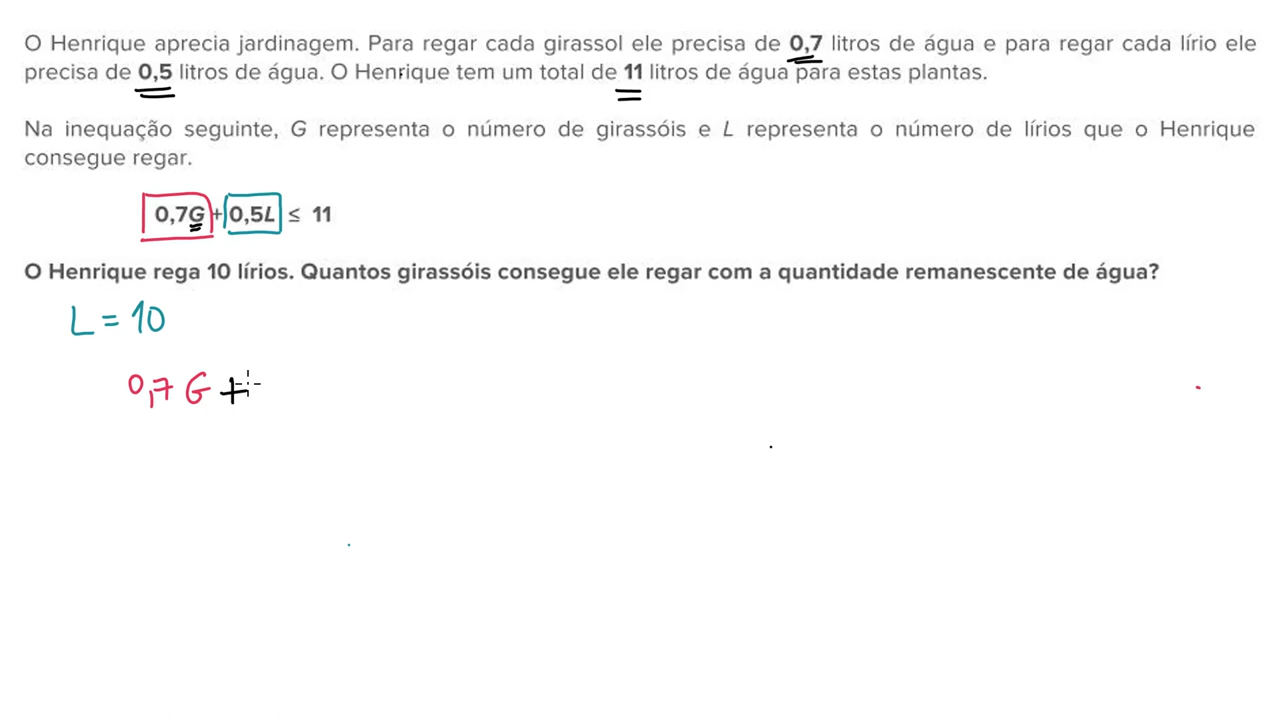 O Henrique aprecia jardinagem. Para regar cada girassol ele precisa de 0,7 litros de água e para regar cada lírio ele
precisa de 0,5 litros de água. O Henrique tem um total de 11 litros de água para estas plantas.
Na inequação seguinte, G representa o número de girassóis e L representa o número de lírios que o Henrique
consegue regar.
0,7G + 0,5L ≤ 11
O Henrique rega 10 lírios. Quantos girassóis consegue ele regar com a quantidade remanescente de água?
L = 10
0,7 G +